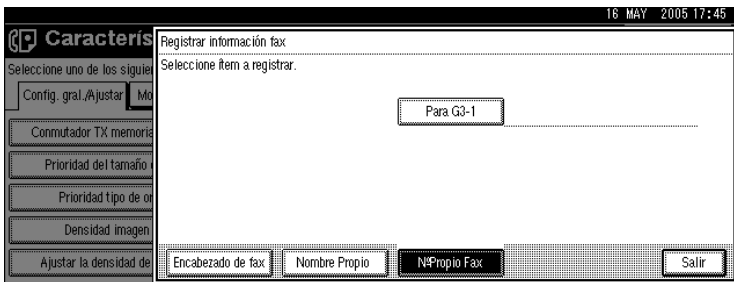 16 MAY 2005 17:45
Caracterís
Seleccione uno de los siguien
Config. gral./Ajustar
Mo
Conmutador TX memoria
Prioridad del tamaño
Prioridad tipo de or
Densidad imagen
Ajustar la densidad de
Registrar información fax
Seleccione ítem a registrar.
Para G3-1
Encabezado de fax
Nombre Propio
NºPropio Fax
Salir